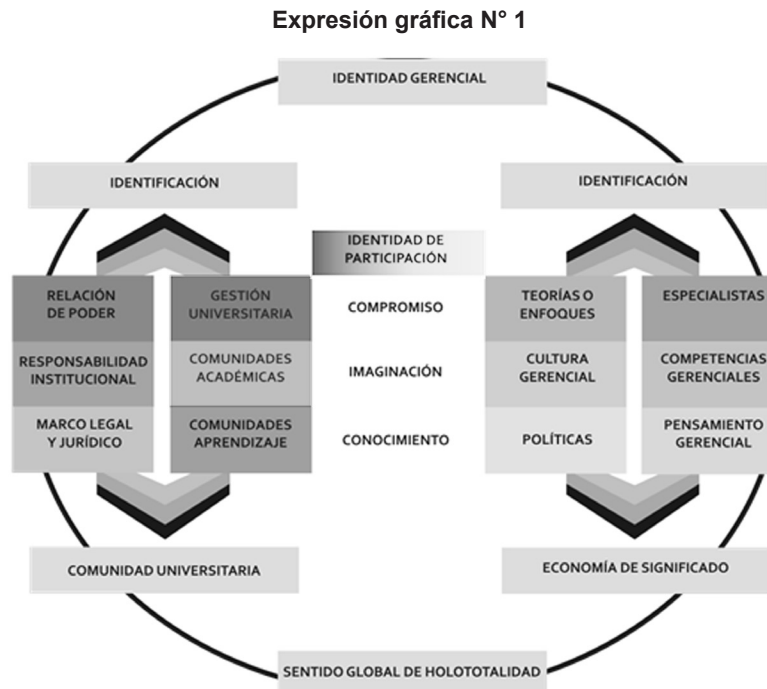 Expresión gráfica N° 1
IDENTIDAD GERENCIAL
IDENTIFICACIÓN
IDENTIFICACIÓN
IDENTIDAD DE
PARTICIPACIÓN
RELACIÓN
DE PODER
GESTIÓN
UNIVERSITARIA
COMPROMISO
TEORÍAS O
ENFOQUES
ESPECIALISTAS
RESPONSABILIDAD
INSTITUCIONAL
COMUNIDADES
ACADÉMICAS
IMAGINACIÓN
CULTURA
GERENCIAL
COMPETENCIAS
GERENCIALES
MARCO LEGAL
Y JURÍDICO
COMUNIDADES
APRENDIZAJE
CONOCIMIENTO
POLÍTICAS
PENSAMIENTO
GERENCIAL
COMUNIDAD UNIVERSITARIA
ECONOMÍA DE SIGNIFICADO
SENTIDO GLOBAL DE HOLOTOTALIDAD